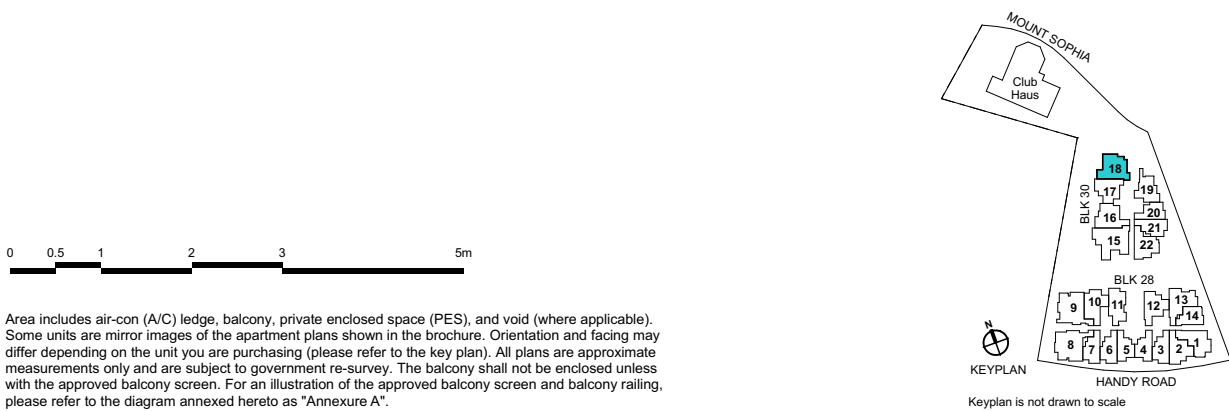 MOUNT SOPHIA
Club
Haus
18
17
19
BLK 30
16
20
21
15
22
BLK 28
9
10
11
12
13
14
8
7
6
5
4
3
2
1
N
KEYPLAN
HANDY ROAD
Keyplan is not drawn to scale
0 0.5 1 2 3 5m
Area includes air-con (A/C) ledge, balcony, private enclosed space (PES), and void (where applicable).
Some units are mirror images of the apartment plans shown in the brochure. Orientation and facing may
differ depending on the unit you are purchasing (please refer to the key plan). All plans are approximate
measurements only and are subject to government re-survey. The balcony shall not be enclosed unless
with the approved balcony screen. For an illustration of the approved balcony screen and balcony railing,
please refer to the diagram annexed hereto as "Annexure A".